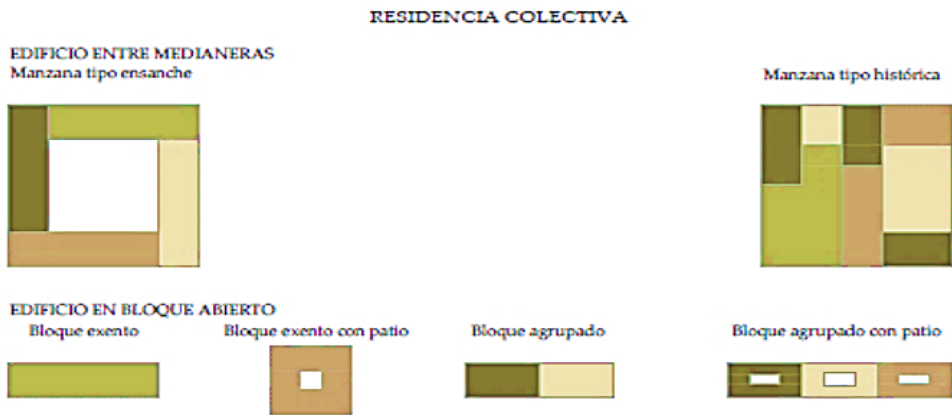 RESIDENCIA COLECTIVA
EDIFICIO ENTRE MEDIANERAS
Manzana tipo ensanche
Manzana tipo histórica
EDIFICIO EN BLOQUE ABIERTO
Bloque exento
Bloque exento con patio
Bloque agrupado
Bloque agrupado con patio